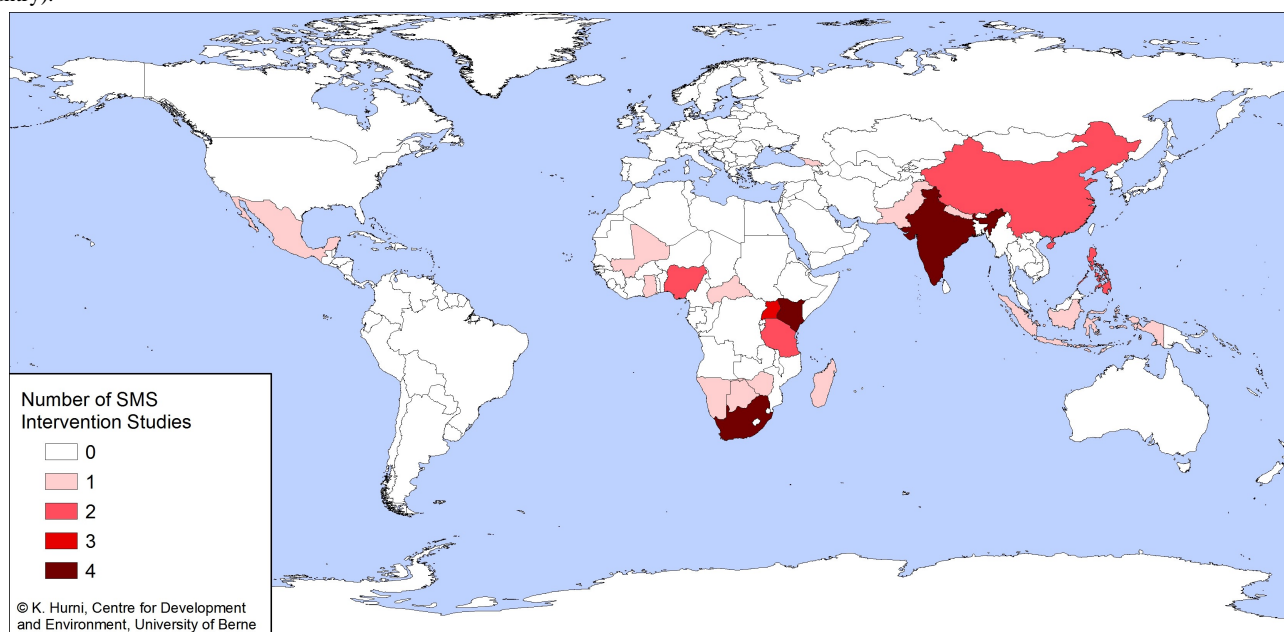 Number of SMS
Intervention Studies
0
1
2
3
4
© K. Hurni, Centre for Development
and Environment, University of Berne